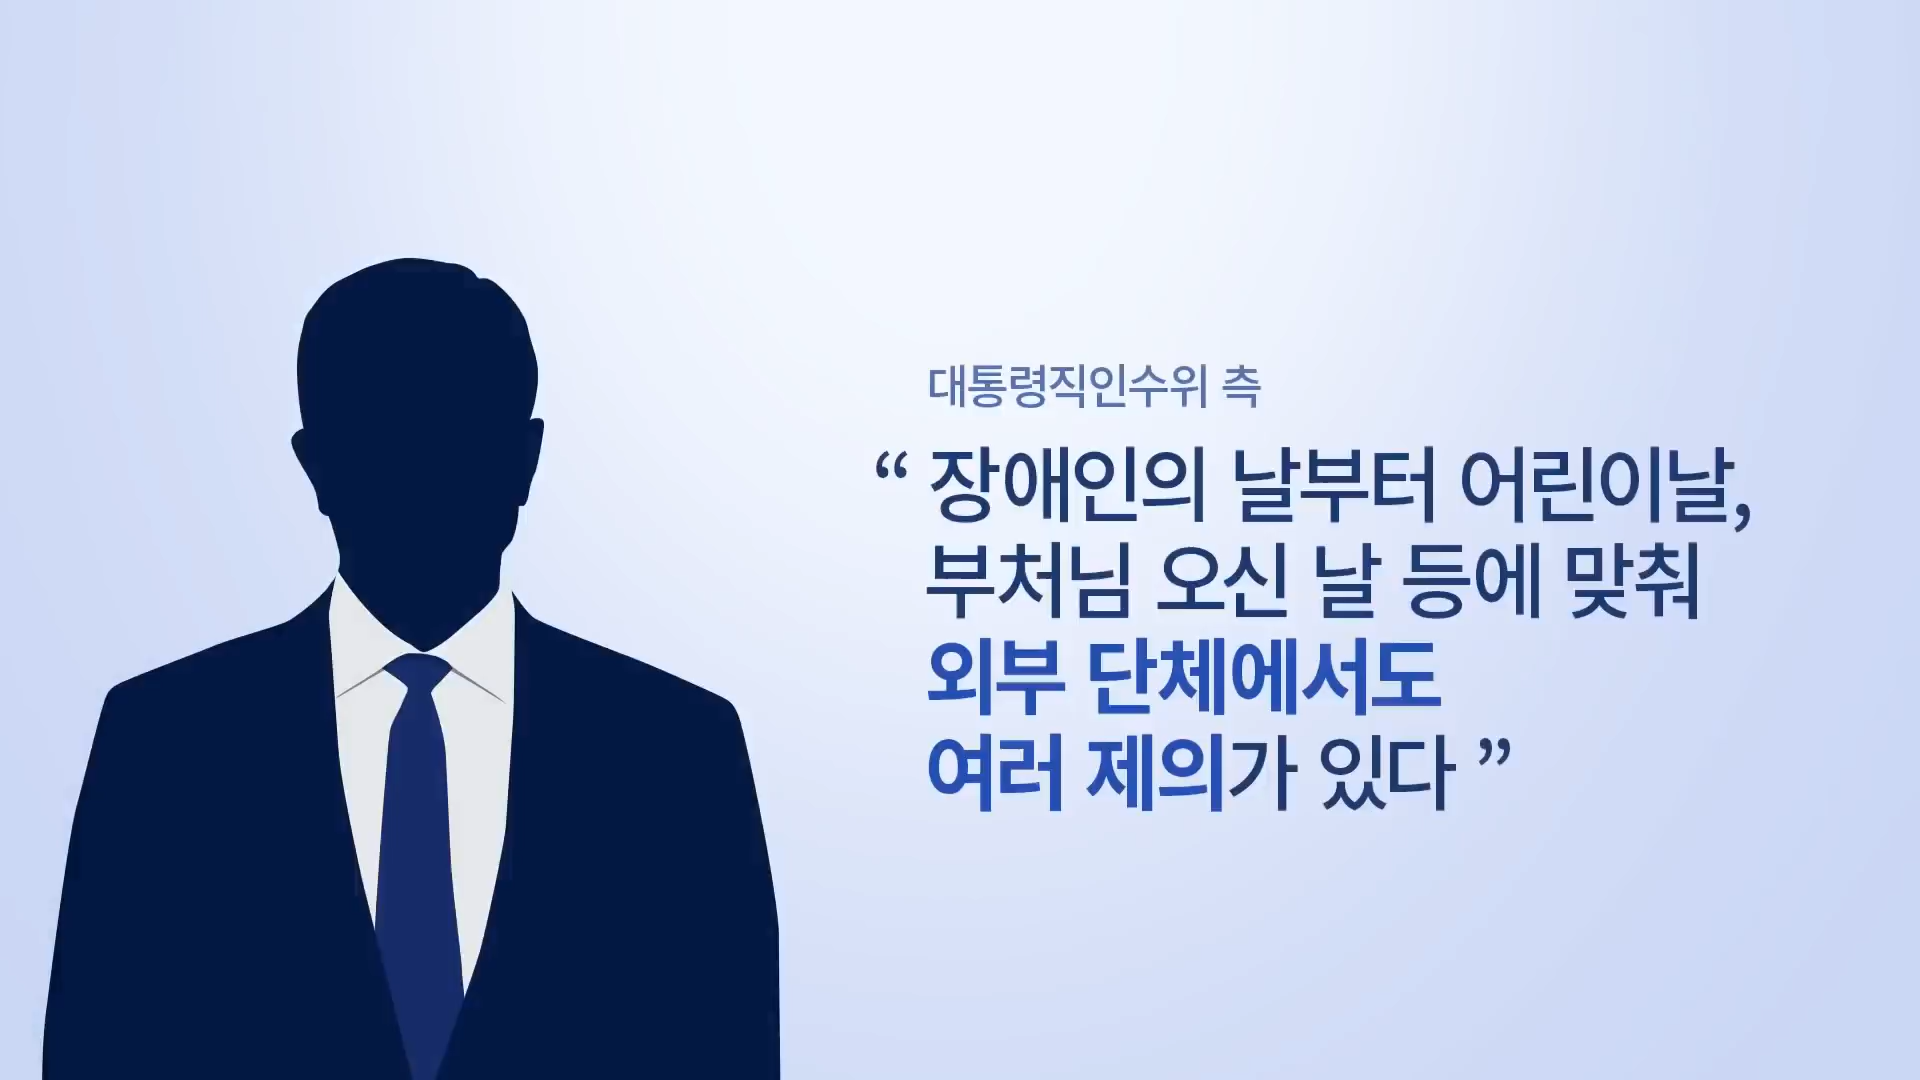 대통령직인수위 측
“ 장애인의 날부터 어린이날,
부처님 오신 날 등에 맞춰
외부 단체에서도
여러 제의가 있다 ”